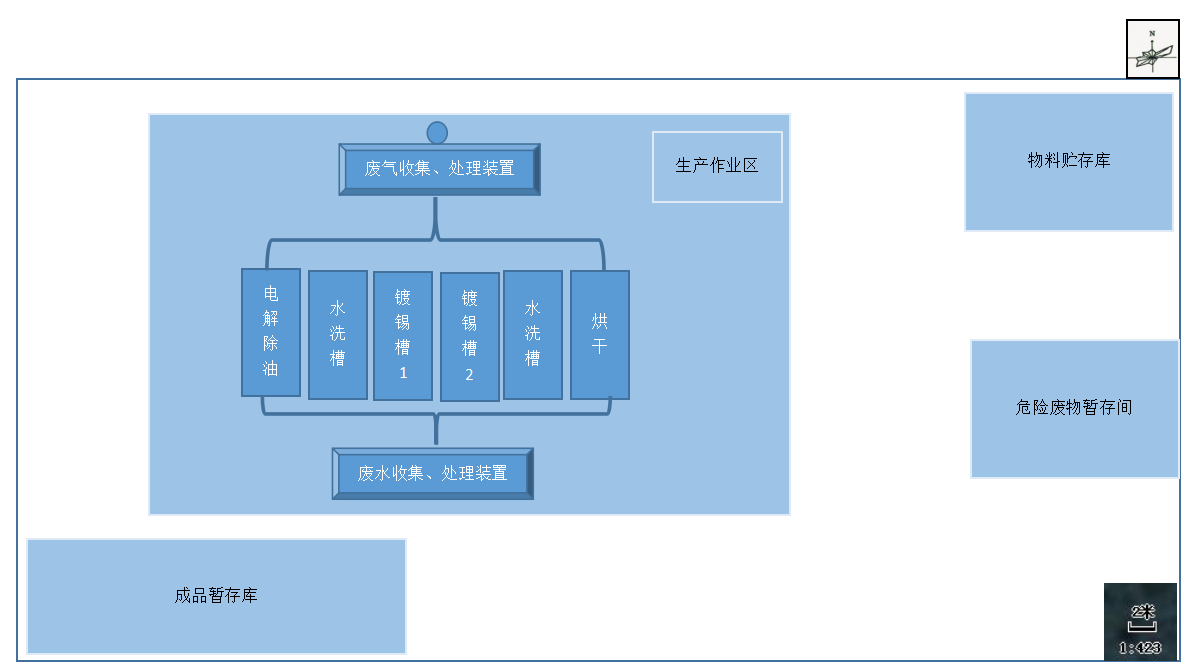 N
废气收集、处理装置
生产作业区
物料贮存库
电解除油
水洗槽
镀锡槽1
镀锡槽2
水洗槽
烘干
危险废物暂存间
废水收集、处理装置
成品暂存库
2米
1:423